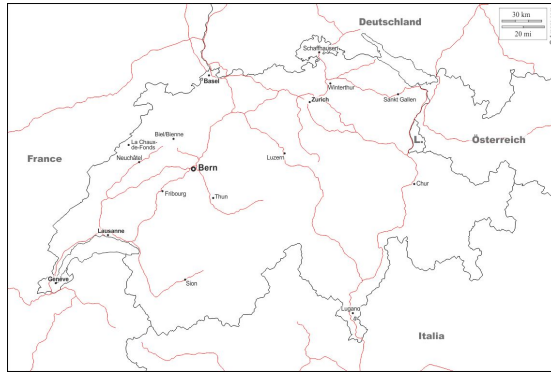 30 km
20 mi
Deutschland
Schaffhausen
Basel
Winterthur
Zürich
Sankt Gallen
Biel/Bienne
La Chaux-
de-Fonds
L.
Österreich
France
Neuchâtel
Luzern
Bern
Chur
Fribourg
Thun
Lausanne
Genève
Sion
Lugano
Italia